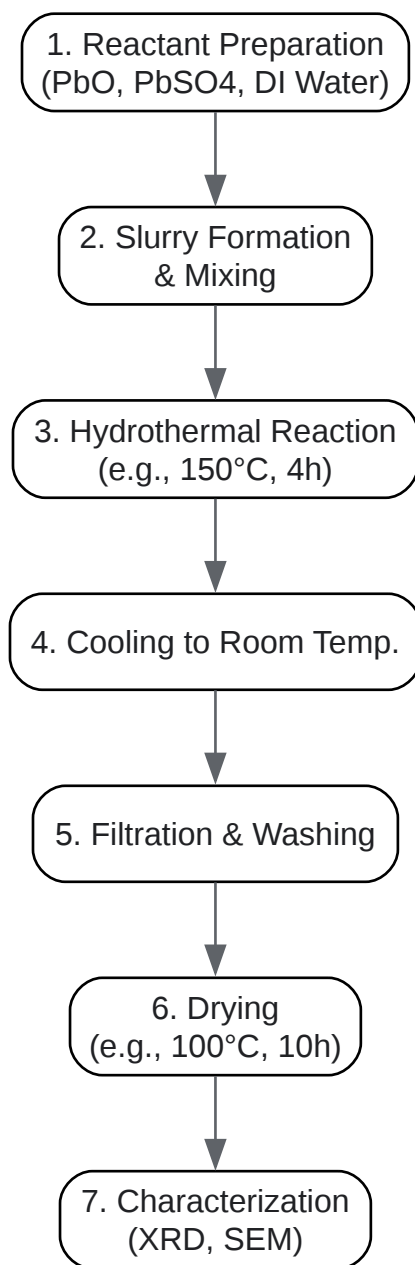 1. Reactant Preparation
(PbO, PbSO4, DI Water)
2. Slurry Formation
& Mixing
3. Hydrothermal Reaction
(e.g., 150°C, 4h)
4. Cooling to Room Temp.
5. Filtration & Washing
6. Drying
(e.g., 100°C, 10h)
7. Characterization
(XRD, SEM)